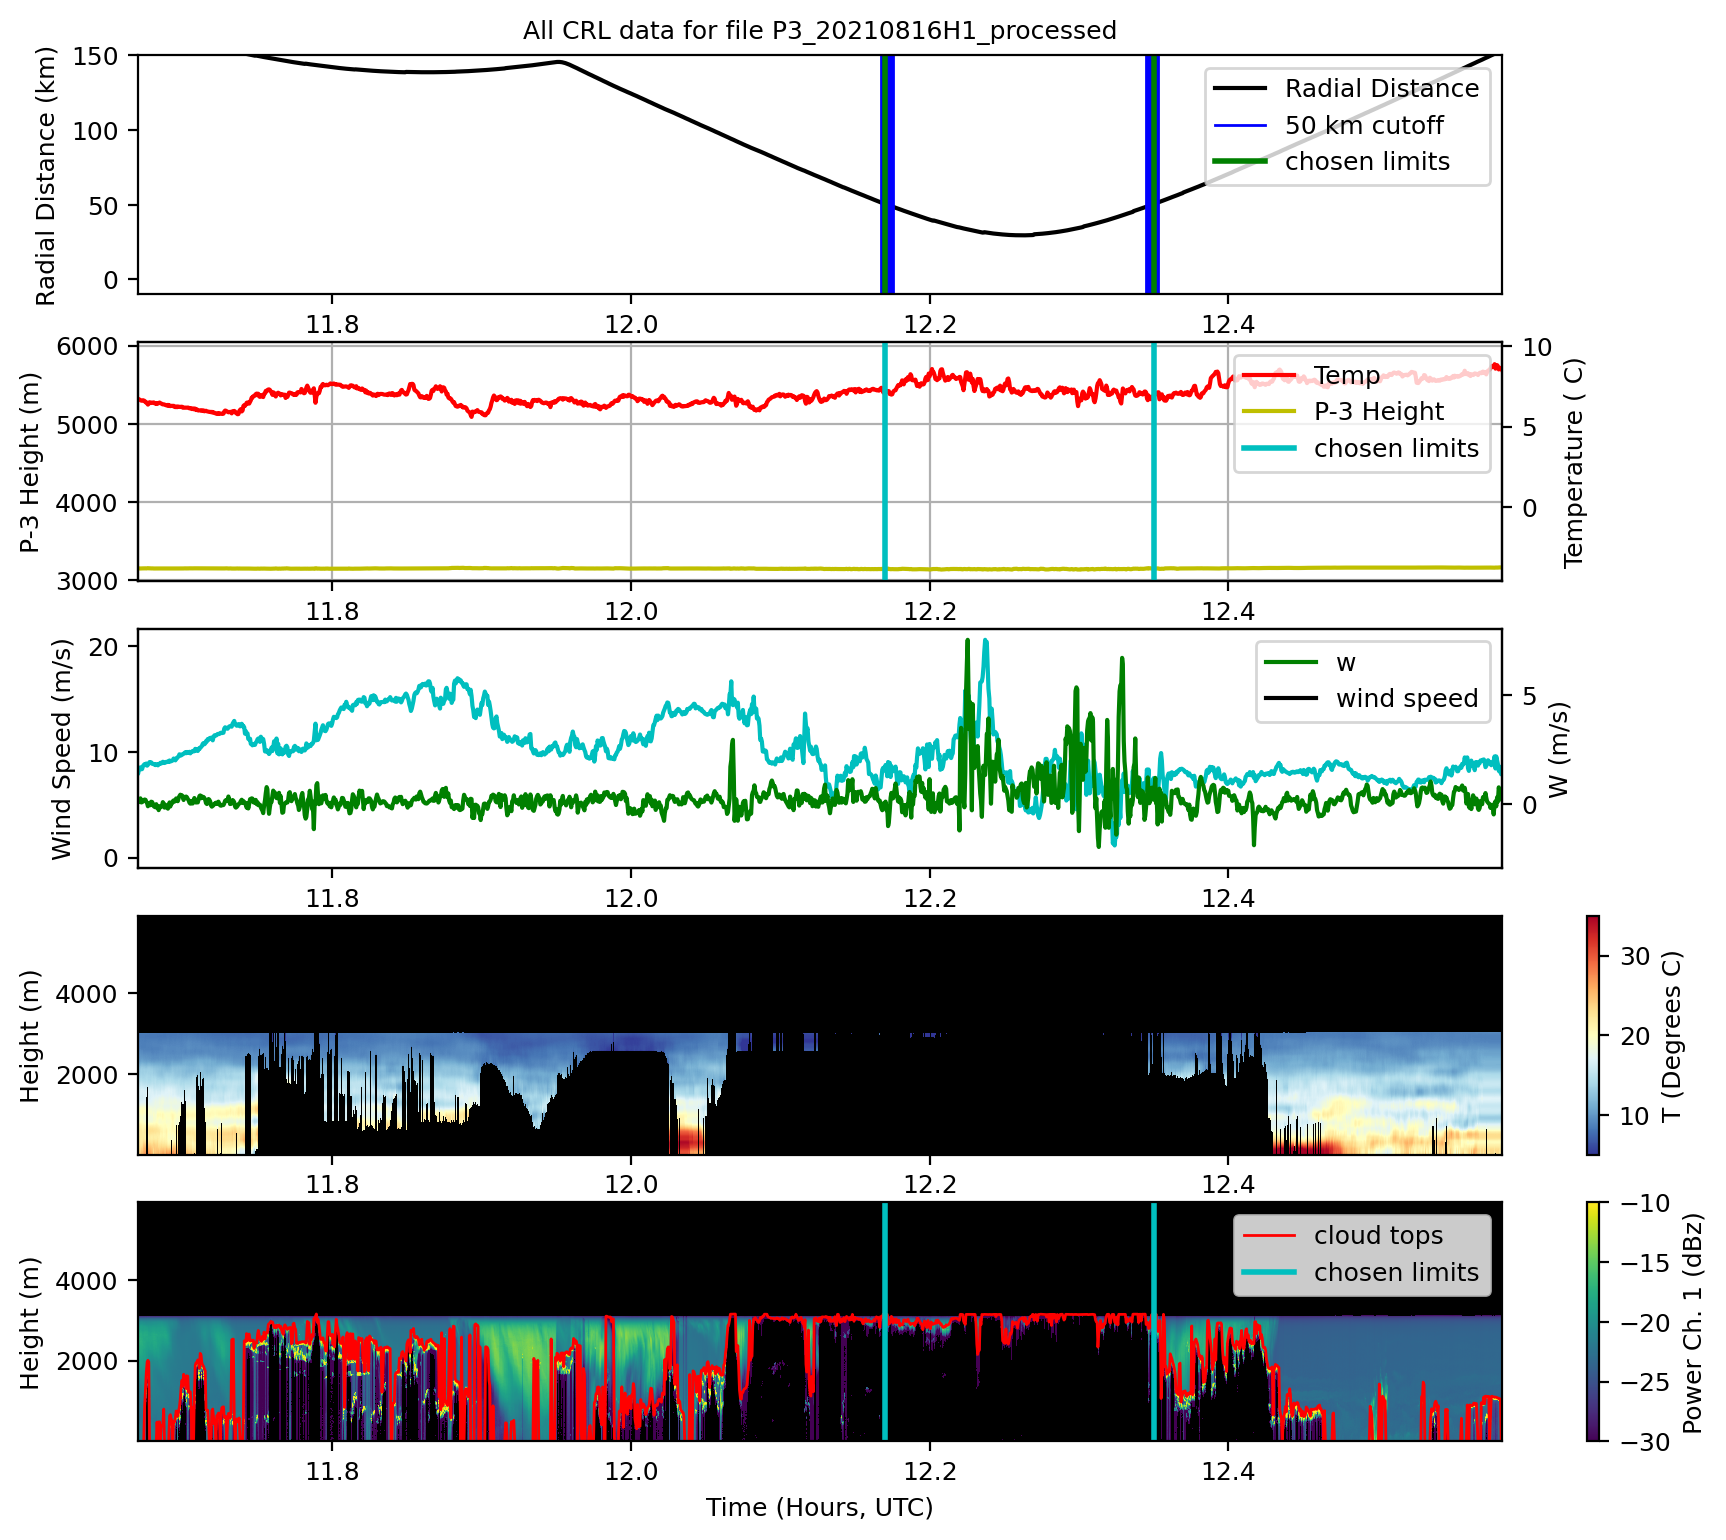 All CRL data for file P3_20210816H1_processed
Radial Distance (km)
150
100
50
0
Radial Distance
50 km cutoff
chosen limits
11.8 12.0 12.2 12.4
P-3 Height (m)
6000
5000
4000
3000
Temp
P-3 Height
chosen limits
10
5
0
Temperature ( C)
11.8 12.0 12.2 12.4
Wind Speed (m/s)
20
10
0
w
wind speed
5
0
W (m/s)
11.8 12.0 12.2 12.4
Height (m)
4000
2000
30
20
10
T (Degrees C)
11.8 12.0 12.2 12.4
Height (m)
4000
2000
cloud tops
chosen limits
−10
−15
−20
−25
−30
Power Ch. 1 (dBz)
11.8 12.0 12.2 12.4
Time (Hours, UTC)